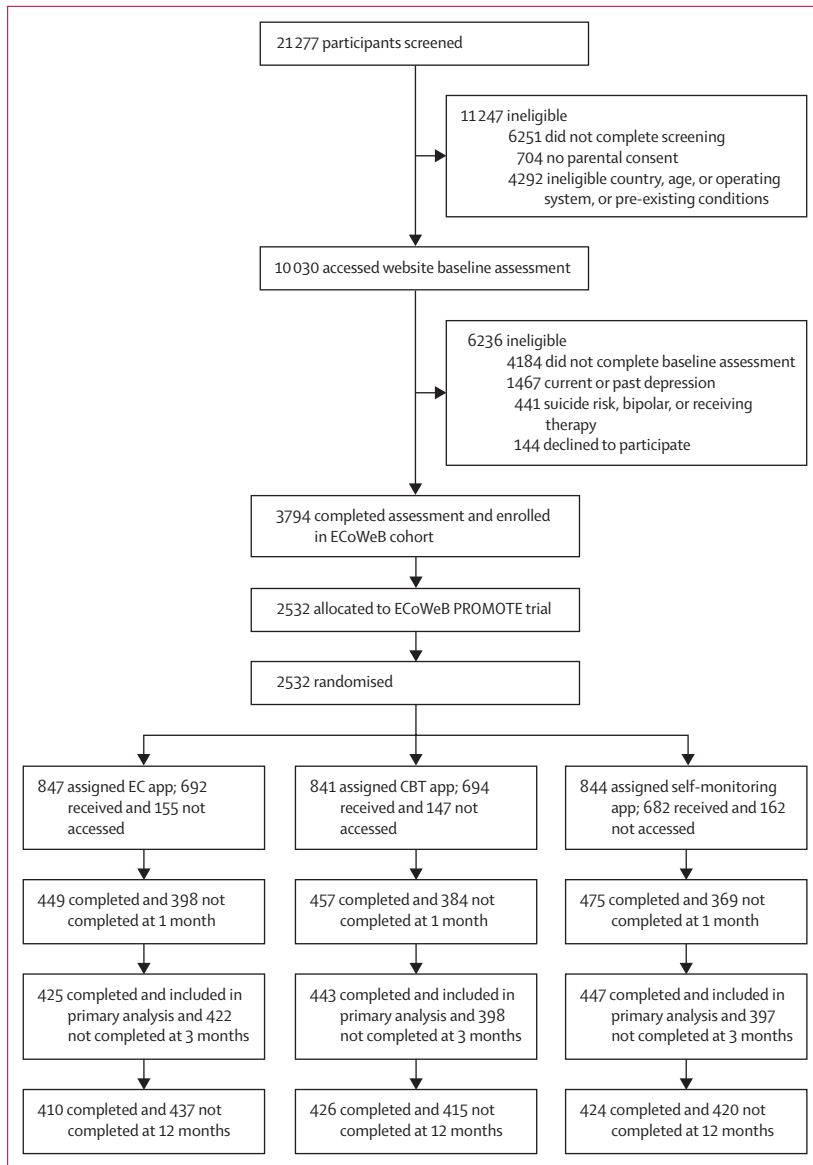 21 277 participants screened
11 247 ineligible
6251 did not complete screening
704 no parental consent
4292 ineligible country, age, or operating
system, or pre-existing conditions
10 030 accessed website baseline assessment
6236 ineligible
4184 did not complete baseline assessment
1467 current or past depression
441 suicide risk, bipolar, or receiving
therapy
144 declined to participate
3794 completed assessment and enrolled
in ECoWeB cohort
2532 allocated to ECoWeB PROMOTE trial
2532 randomised
847 assigned EC app; 692
received and 155 not
accessed
841 assigned CBT app; 694
received and 147 not
accessed
844 assigned self-monitoring
app; 682 received and 162
not accessed
449 completed and 398 not
completed at 1 month
457 completed and 384 not
completed at 1 month
475 completed and 369 not
completed at 1 month
425 completed and included in
primary analysis and 422
not completed at 3 months
443 completed and included in
primary analysis and 398
not completed at 3 months
447 completed and included in
primary analysis and 397
not completed at 3 months
410 completed and 437 not
completed at 12 months
426 completed and 415 not
completed at 12 months
424 completed and 420 not
completed at 12 months